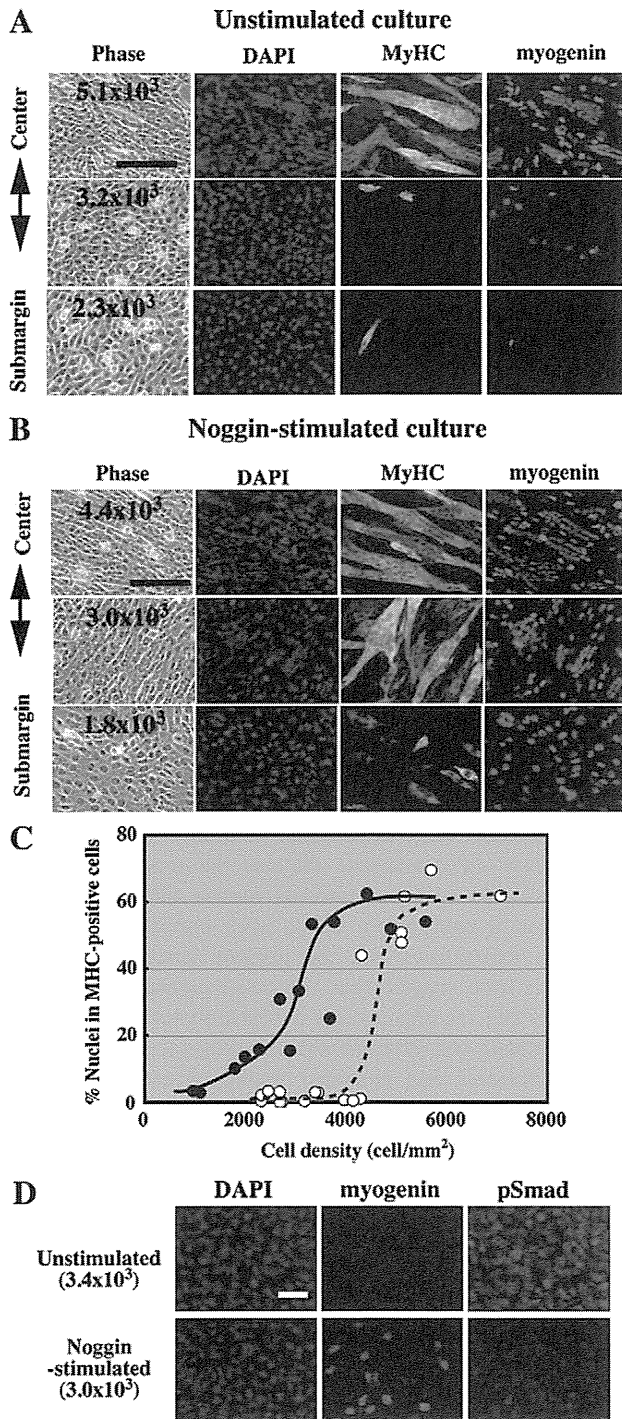 A
Unstimulated culture
Phase DAPI MyHC myogenin
Center
Submargin
5.1x10³
3.2x10³
2.3x10³
B
Noggin-stimulated culture
Phase DAPI MyHC myogenin
Center
Submargin
4.4x10³
3.0x10³
1.8x10³
C
% Nuclei in MHC-positive cells
80
60
40
20
0
0 2000 4000 6000 8000
Cell density (cell/mm²)
D
DAPI myogenin pSmad
Unstimulated
(3.4x10³)
Noggin
-stimulated
(3.0x10³)